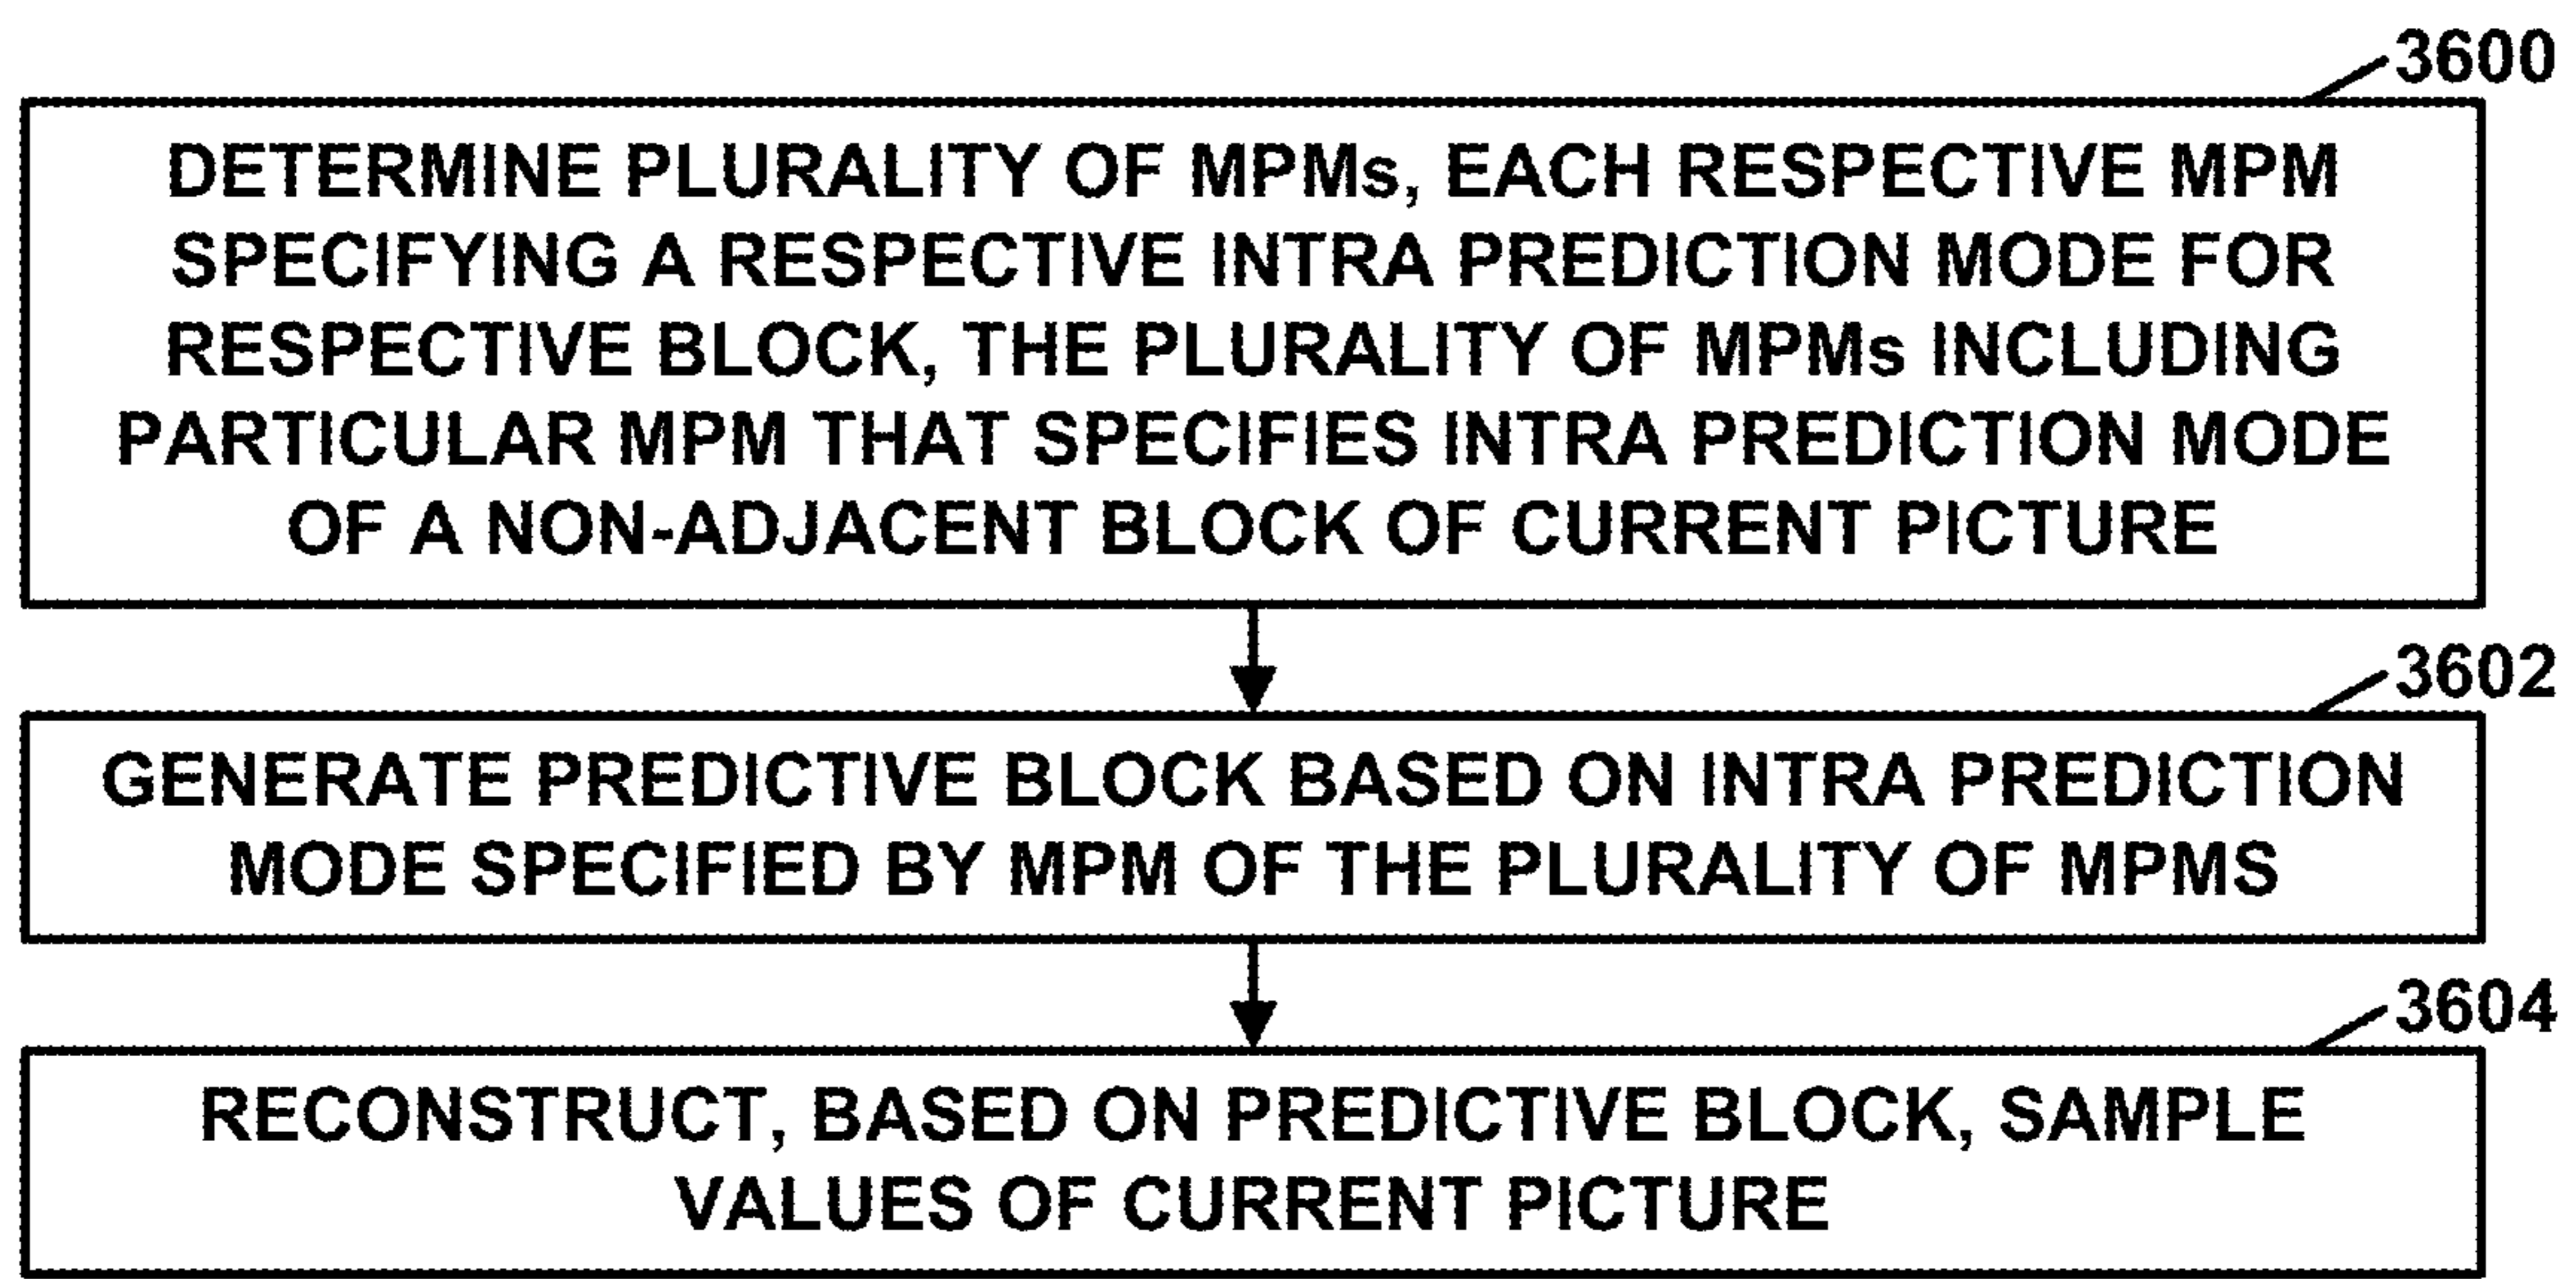 3600
DETERMINE PLURALITY OF MPMs, EACH RESPECTIVE MPM
SPECIFYING A RESPECTIVE INTRA PREDICTION MODE FOR
RESPECTIVE BLOCK, THE PLURALITY OF MPMs INCLUDING
PARTICULAR MPM THAT SPECIFIES INTRA PREDICTION MODE
OF A NON-ADJACENT BLOCK OF CURRENT PICTURE
3602
GENERATE PREDICTIVE BLOCK BASED ON INTRA PREDICTION
MODE SPECIFIED BY MPM OF THE PLURALITY OF MPMS
3604
RECONSTRUCT, BASED ON PREDICTIVE BLOCK, SAMPLE
VALUES OF CURRENT PICTURE